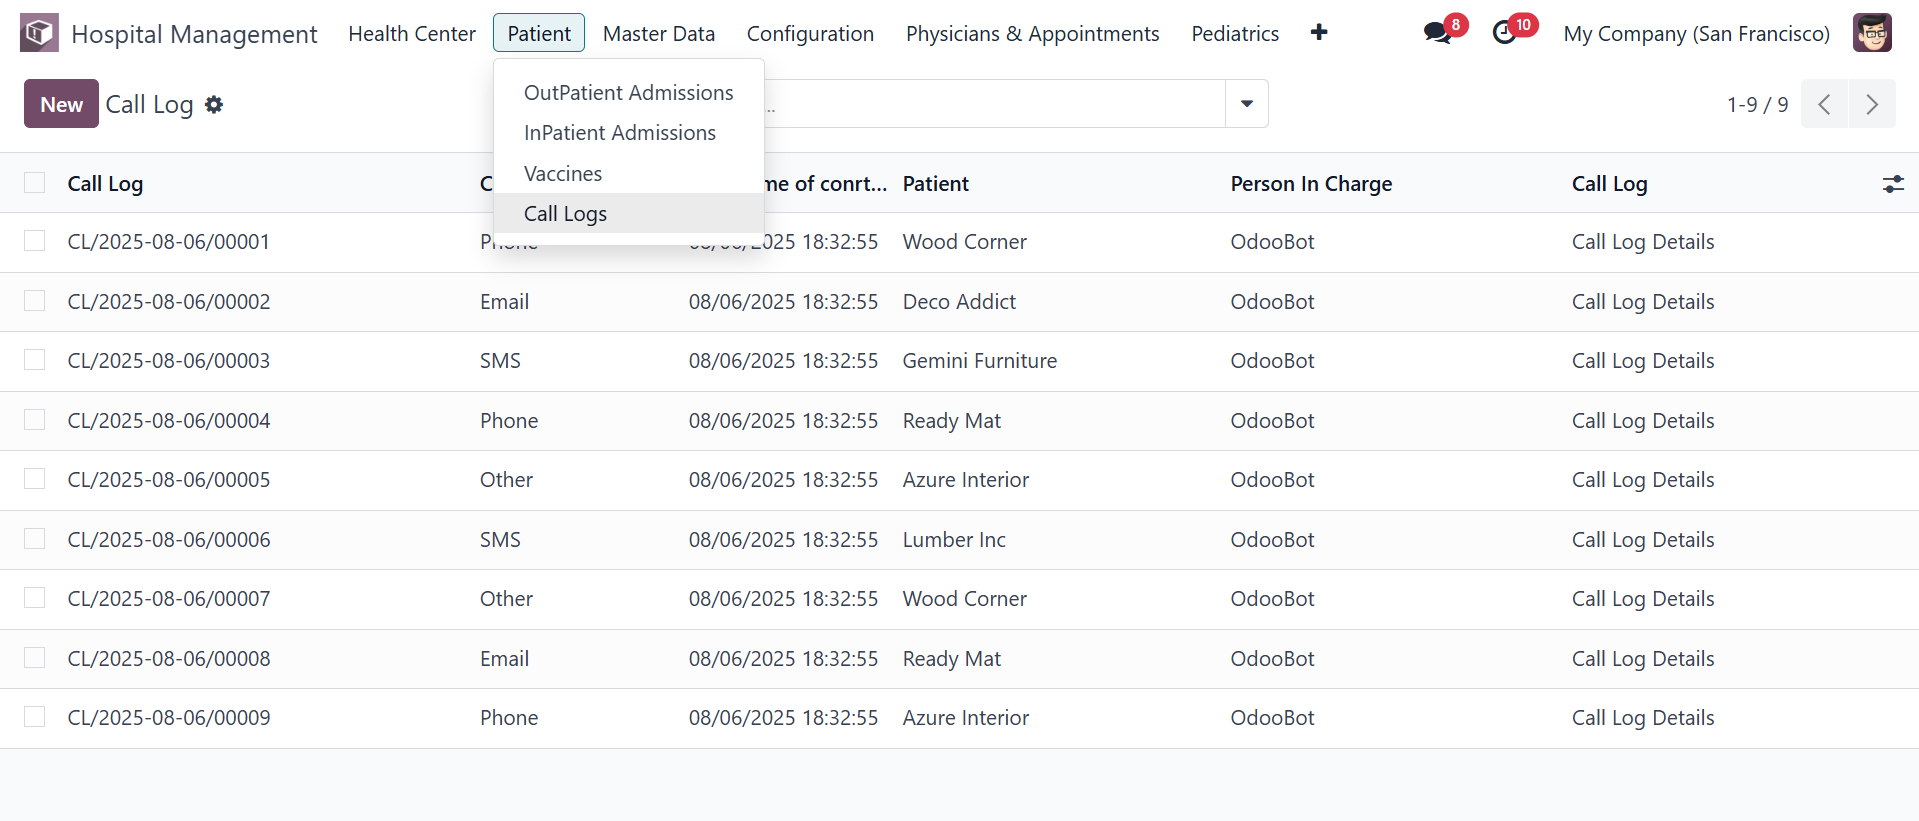 Hospital Management Health Center Patient Master Data Configuration Physicians & Appointments Pediatrics 8 10 My Company (San Francisco)
New Call Log ... 1-9 / 9
OutPatient Admissions
InPatient Admissions
Vaccines
Call Logs
Call Log C me of conrt... Patient Person In Charge Call Log
CL/2025-08-06/00001 Phone 08/06/2025 18:32:55 Wood Corner OdooBot Call Log Details
CL/2025-08-06/00002 Email 08/06/2025 18:32:55 Deco Addict OdooBot Call Log Details
CL/2025-08-06/00003 SMS 08/06/2025 18:32:55 Gemini Furniture OdooBot Call Log Details
CL/2025-08-06/00004 Phone 08/06/2025 18:32:55 Ready Mat OdooBot Call Log Details
CL/2025-08-06/00005 Other 08/06/2025 18:32:55 Azure Interior OdooBot Call Log Details
CL/2025-08-06/00006 SMS 08/06/2025 18:32:55 Lumber Inc OdooBot Call Log Details
CL/2025-08-06/00007 Other 08/06/2025 18:32:55 Wood Corner OdooBot Call Log Details
CL/2025-08-06/00008 Email 08/06/2025 18:32:55 Ready Mat OdooBot Call Log Details
CL/2025-08-06/00009 Phone 08/06/2025 18:32:55 Azure Interior OdooBot Call Log Details